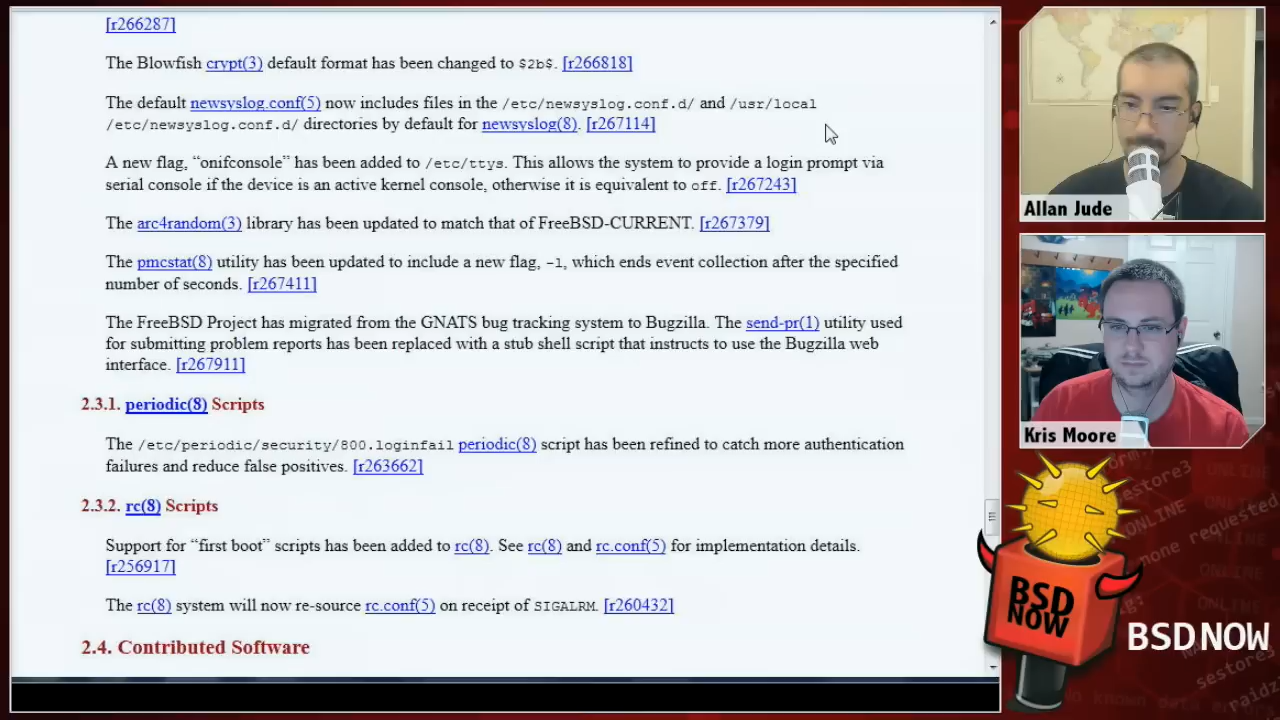 [r266287]
The Blowfish crypt(3) default format has been changed to $2b$. [r266818]
The default newsyslog.conf(5) now includes files in the /etc/newsyslog.conf.d/ and /usr/local
/etc/newsyslog.conf.d/ directories by default for newsyslog(8). [r267114]
A new flag, “onifconsole” has been added to /etc/ttys. This allows the system to provide a login prompt via
serial console if the device is an active kernel console, otherwise it is equivalent to off. [r267243]
The arc4random(3) library has been updated to match that of FreeBSD-CURRENT. [r267379]
The pmcstat(8) utility has been updated to include a new flag, -l, which ends event collection after the specified
number of seconds. [r267411]
The FreeBSD Project has migrated from the GNATS bug tracking system to Bugzilla. The send-pr(1) utility used
for submitting problem reports has been replaced with a stub shell script that instructs to use the Bugzilla web
interface. [r267911]
2.3.1. periodic(8) Scripts
The /etc/periodic/security/800.loginfail periodic(8) script has been refined to catch more authentication
failures and reduce false positives. [r263662]
2.3.2. rc(8) Scripts
Support for “first boot” scripts has been added to rc(8). See rc(8) and rc.conf(5) for implementation details.
[r256917]
The rc(8) system will now re-source rc.conf(5) on receipt of SIGALRM. [r260432]
2.4. Contributed Software
Allan Jude
Kris Moore
BSD
NOW
BSD NOW